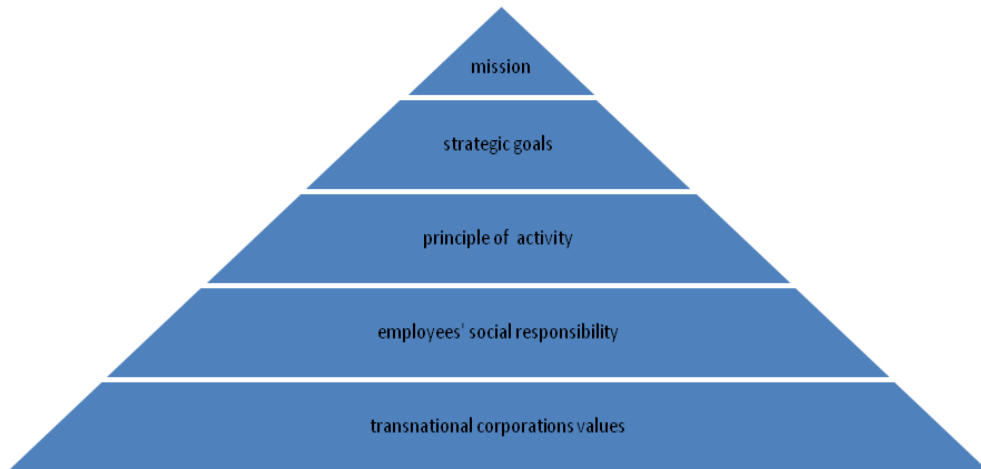 mission
strategic goals
principle of activity
employees' social responsibility
transnational corporations values